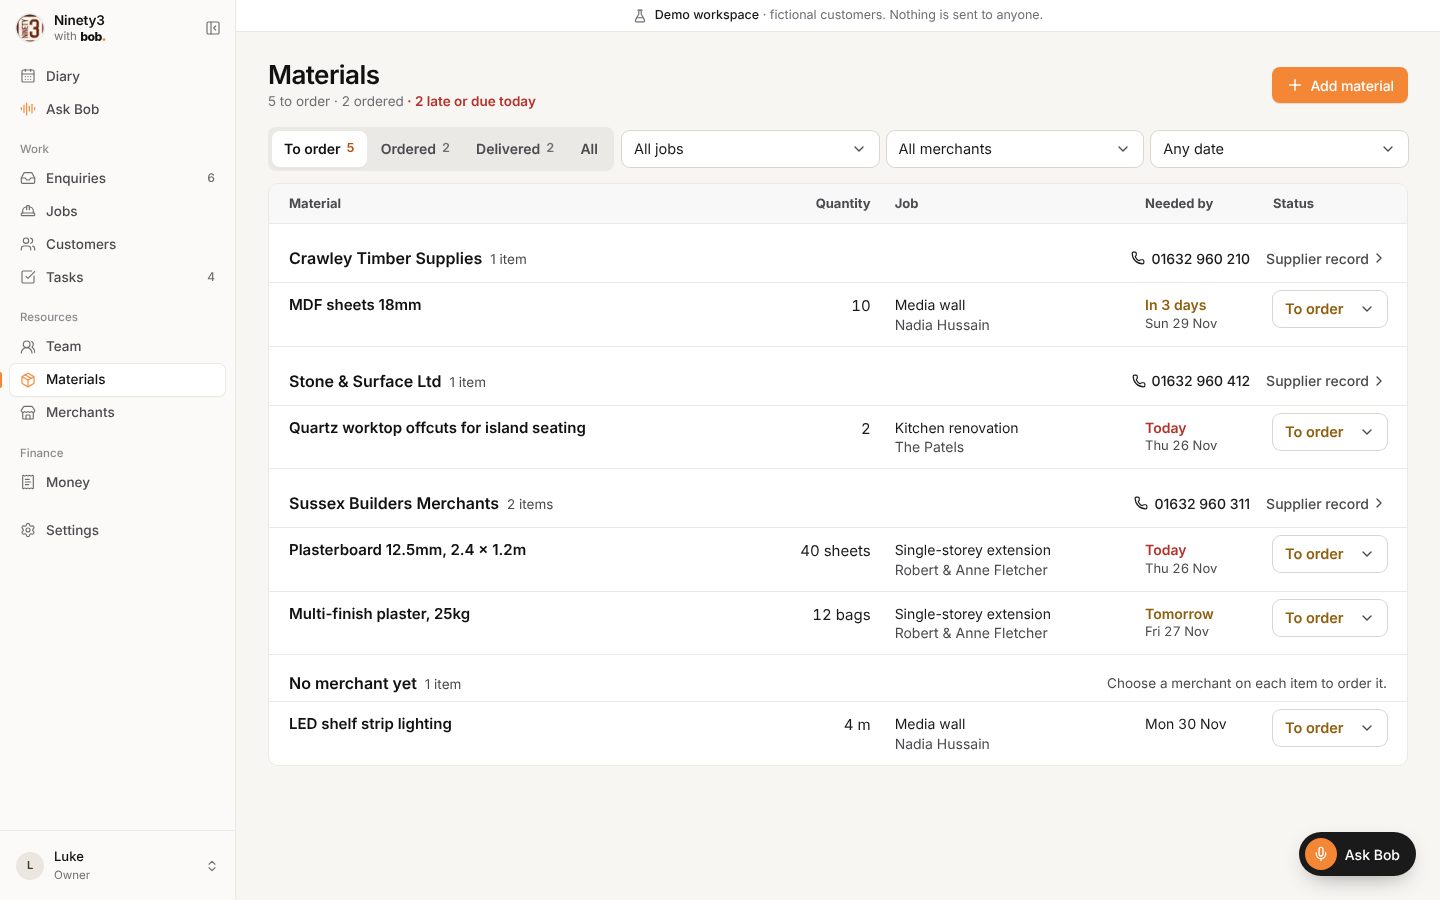 Ninety3
with bob.
Diary
Ask Bob
Work
Enquiries 6
Jobs
Customers
Tasks 4
Resources
Team
Materials
Merchants
Finance
Money
Settings
L
Luke
Owner
Demo workspace · fictional customers. Nothing is sent to anyone.
Materials
5 to order · 2 ordered · 2 late or due today
+ Add material
To order 5 Ordered 2 Delivered 2 All
All jobs
All merchants
Any date
Material Quantity Job Needed by Status
Crawley Timber Supplies 1 item 01632 960 210 Supplier record
MDF sheets 18mm 10 Media wall In 3 days To order
Nadia Hussain Sun 29 Nov
Stone & Surface Ltd 1 item 01632 960 412 Supplier record
Quartz worktop offcuts for island seating 2 Kitchen renovation Today To order
The Patels Thu 26 Nov
Sussex Builders Merchants 2 items 01632 960 311 Supplier record
Plasterboard 12.5mm, 2.4 × 1.2m 40 sheets Single-storey extension Today To order
Robert & Anne Fletcher Thu 26 Nov
Multi-finish plaster, 25kg 12 bags Single-storey extension Tomorrow To order
Robert & Anne Fletcher Fri 27 Nov
No merchant yet 1 item Choose a merchant on each item to order it.
LED shelf strip lighting 4 m Media wall Mon 30 Nov To order
Nadia Hussain
Ask Bob